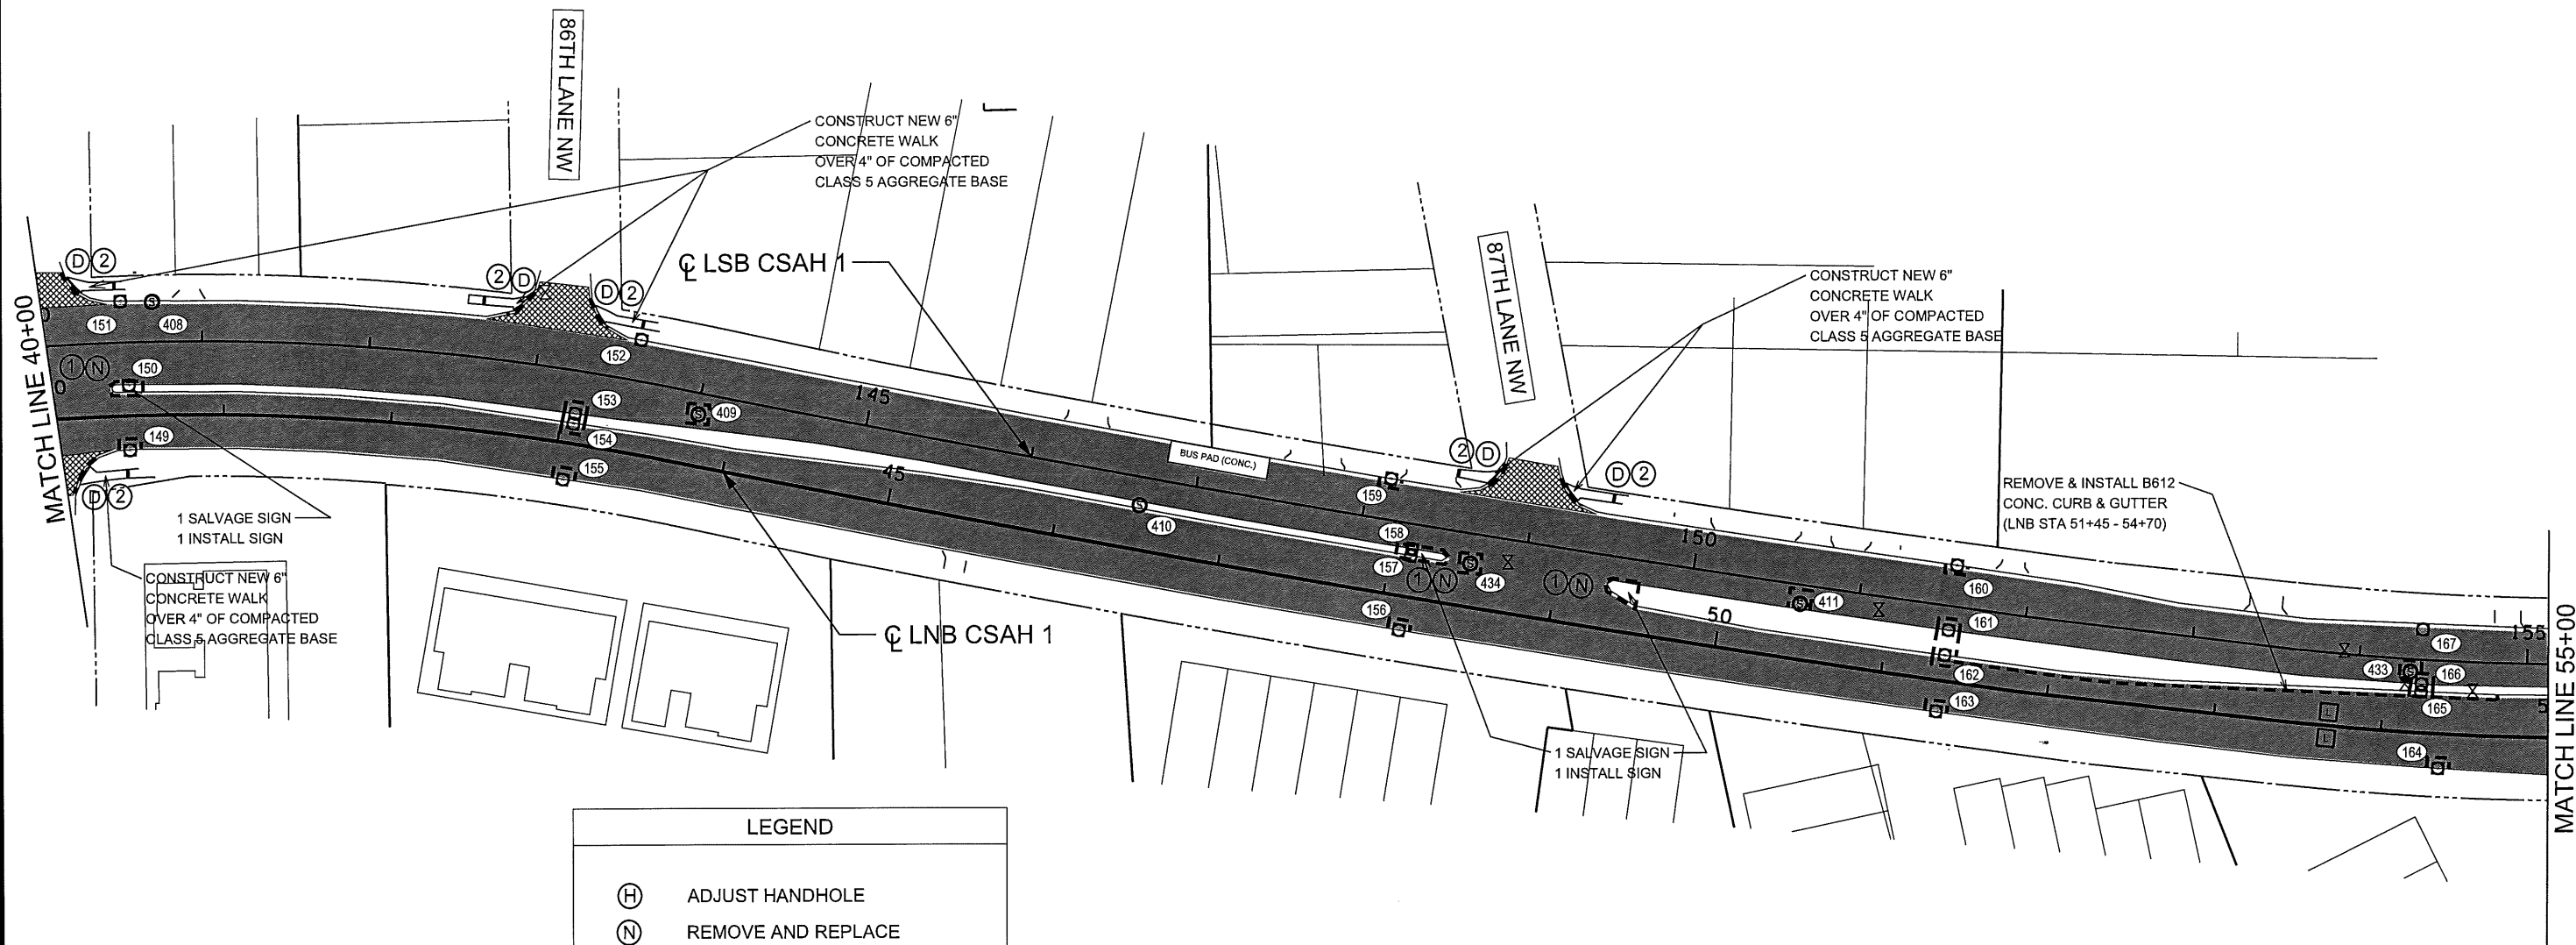 86TH LANE NW
CONSTRUCT NEW 6"
CONCRETE WALK
OVER 4" OF COMPACTED
CLASS 5 AGGREGATE BASE
℄ LSB CSAH 1
87TH LANE NW
CONSTRUCT NEW 6"
CONCRETE WALK
OVER 4" OF COMPACTED
CLASS 5 AGGREGATE BASE
MATCH LINE 40+00
D 2
2 D
D 2
151
408
152
0
1 N
150
0
153
409
154
149
155
D 2
145
45
BUS PAD (CONC.)
410
159
2 D
D 2
158
157
1 N
434
1 N
156
150
50
411
160
161
162
163
REMOVE & INSTALL B612
CONC. CURB & GUTTER
(LNB STA 51+45 - 54+70)
167
155
433
166
165
5
L
L
164
MATCH LINE 55+00
1 SALVAGE SIGN
1 INSTALL SIGN
CONSTRUCT NEW 6"
CONCRETE WALK
OVER 4" OF COMPACTED
CLASS 5 AGGREGATE BASE
℄ LNB CSAH 1
1 SALVAGE SIGN
1 INSTALL SIGN
LEGEND
H ADJUST HANDHOLE
N REMOVE AND REPLACE